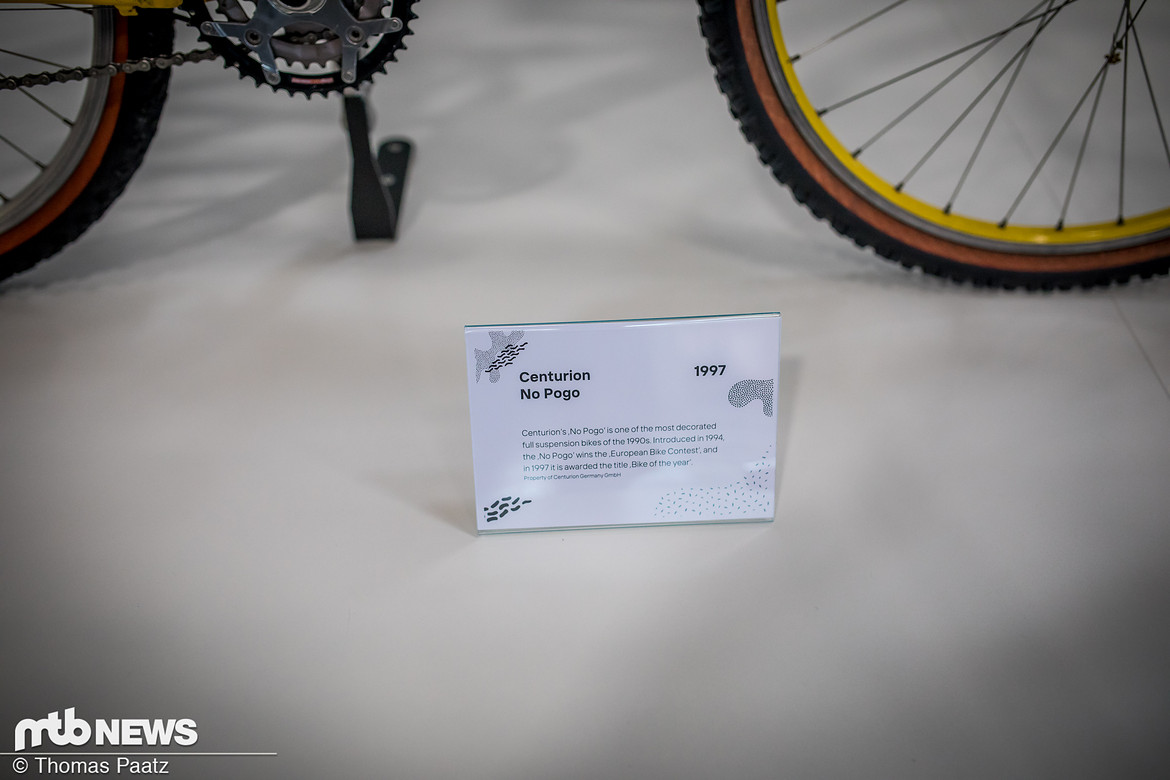 Centurion
No Pogo
1997
Centurion's ‚No Pogo' is one of the most decorated
full suspension bikes of the 1990s. Introduced in 1994,
the ‚No Pogo' wins the ‚European Bike Contest', and
in 1997 it is awarded the title ‚Bike of the year'.
Property of Centurion Germany GmbH
mtb NEWS
© Thomas Paatz